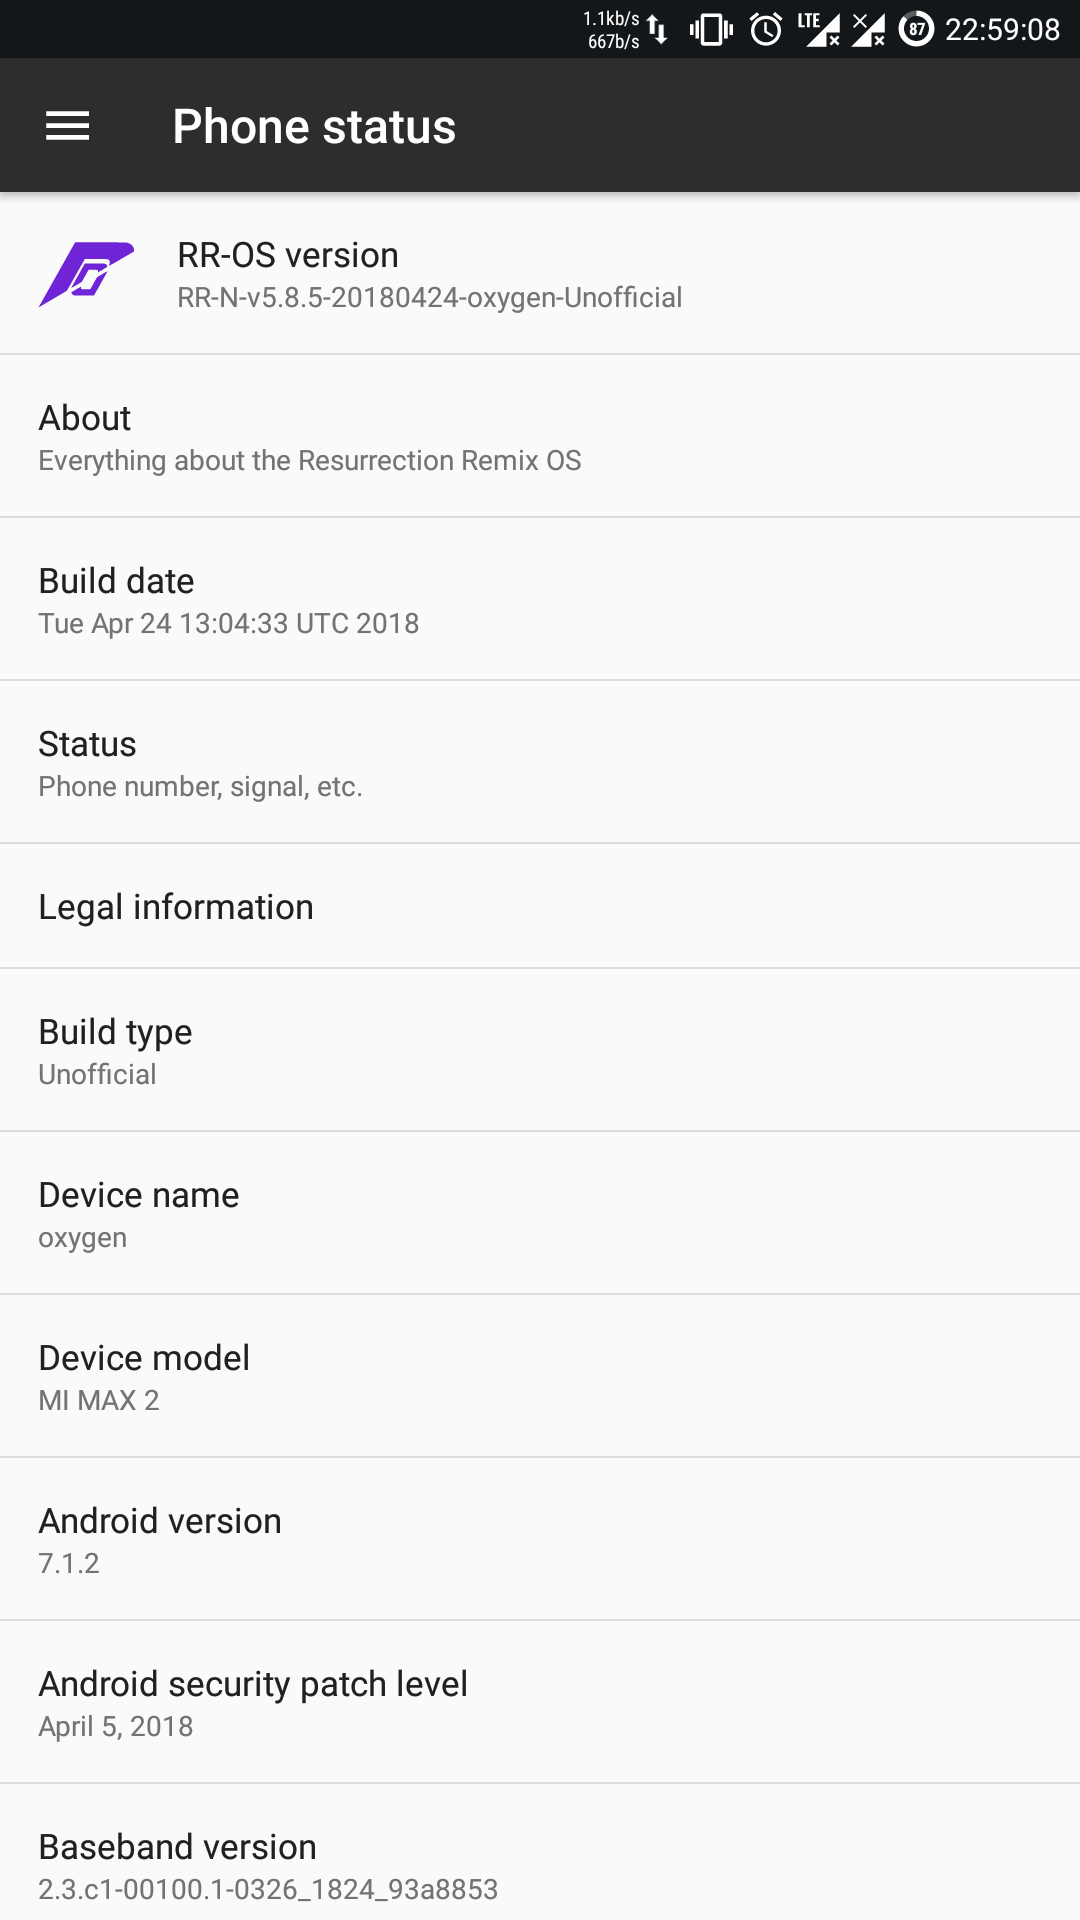 1.1kb/s
667b/s
LTE
87
22:59:08
Phone status
RR-OS version
RR-N-v5.8.5-20180424-oxygen-Unofficial
About
Everything about the Resurrection Remix OS
Build date
Tue Apr 24 13:04:33 UTC 2018
Status
Phone number, signal, etc.
Legal information
Build type
Unofficial
Device name
oxygen
Device model
MI MAX 2
Android version
7.1.2
Android security patch level
April 5, 2018
Baseband version
2.3.c1-00100.1-0326_1824_93a8853